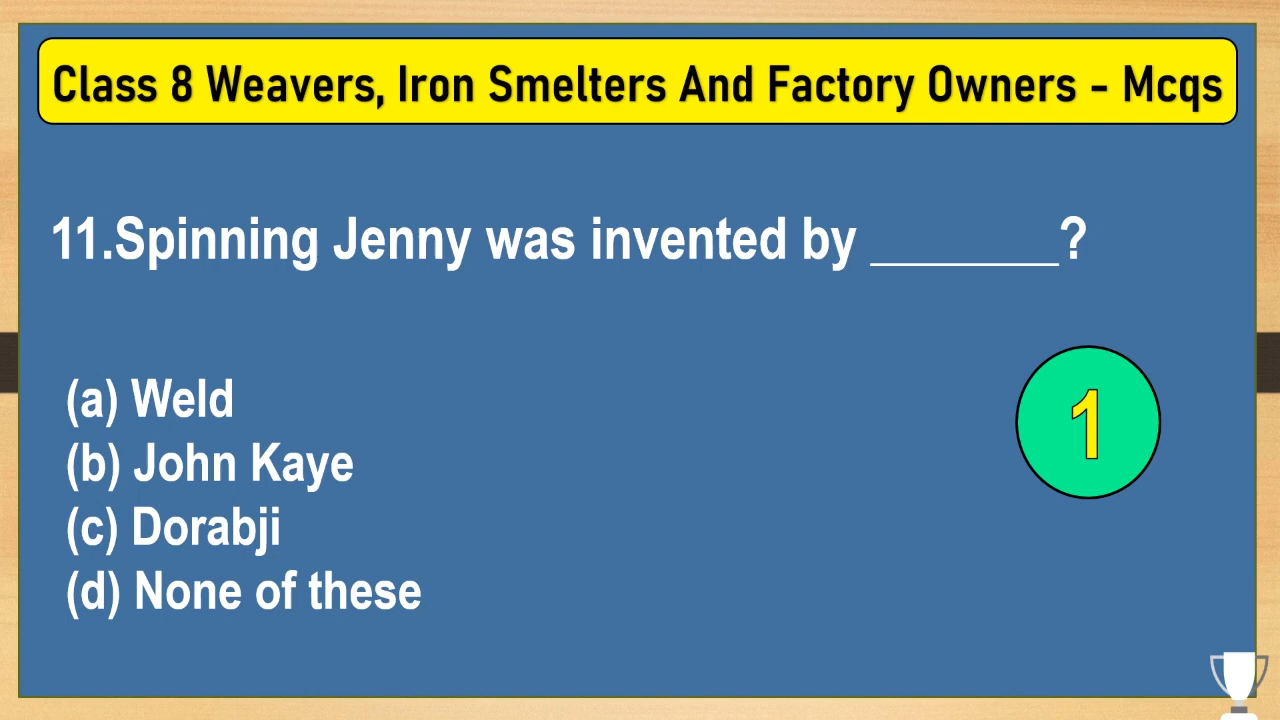 Class 8 Weavers, Iron Smelters And Factory Owners - Mcqs
11.Spinning Jenny was invented by ________?
(a) Weld
(b) John Kaye
(c) Dorabji
(d) None of these
1